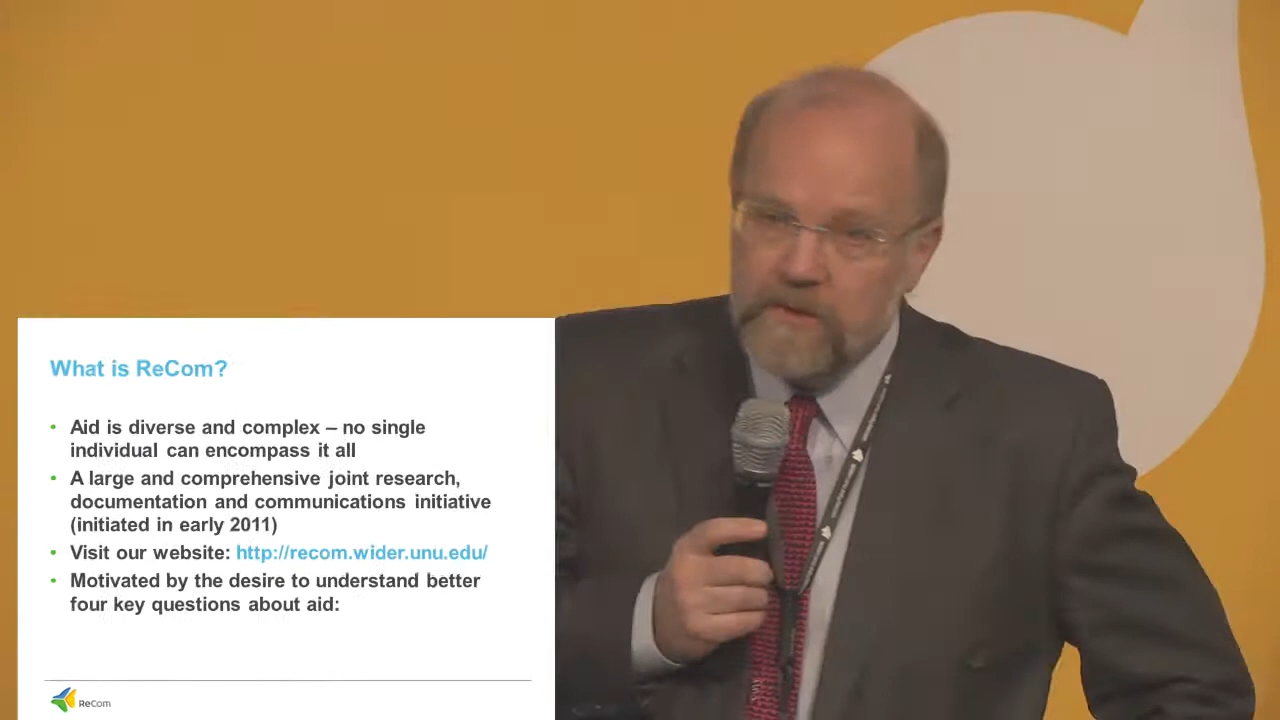 What is ReCom?
• Aid is diverse and complex – no single
individual can encompass it all
• A large and comprehensive joint research,
documentation and communications initiative
(initiated in early 2011)
• Visit our website: http://recom.wider.unu.edu/
• Motivated by the desire to understand better
four key questions about aid:
ReCom